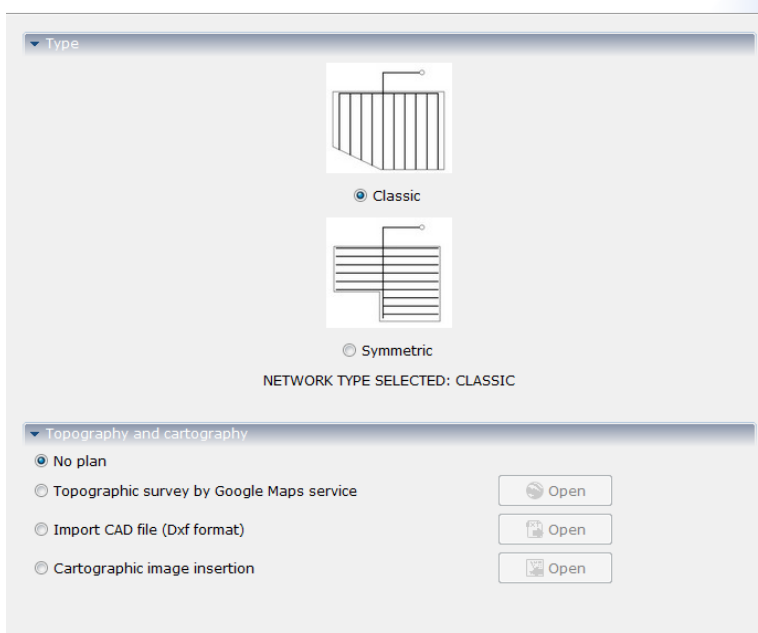 Type
Classic
Symmetric
NETWORK TYPE SELECTED: CLASSIC
Topography and cartography
No plan
Topographic survey by Google Maps service
Open
Import CAD file (Dxf format)
Open
Cartographic image insertion
Open